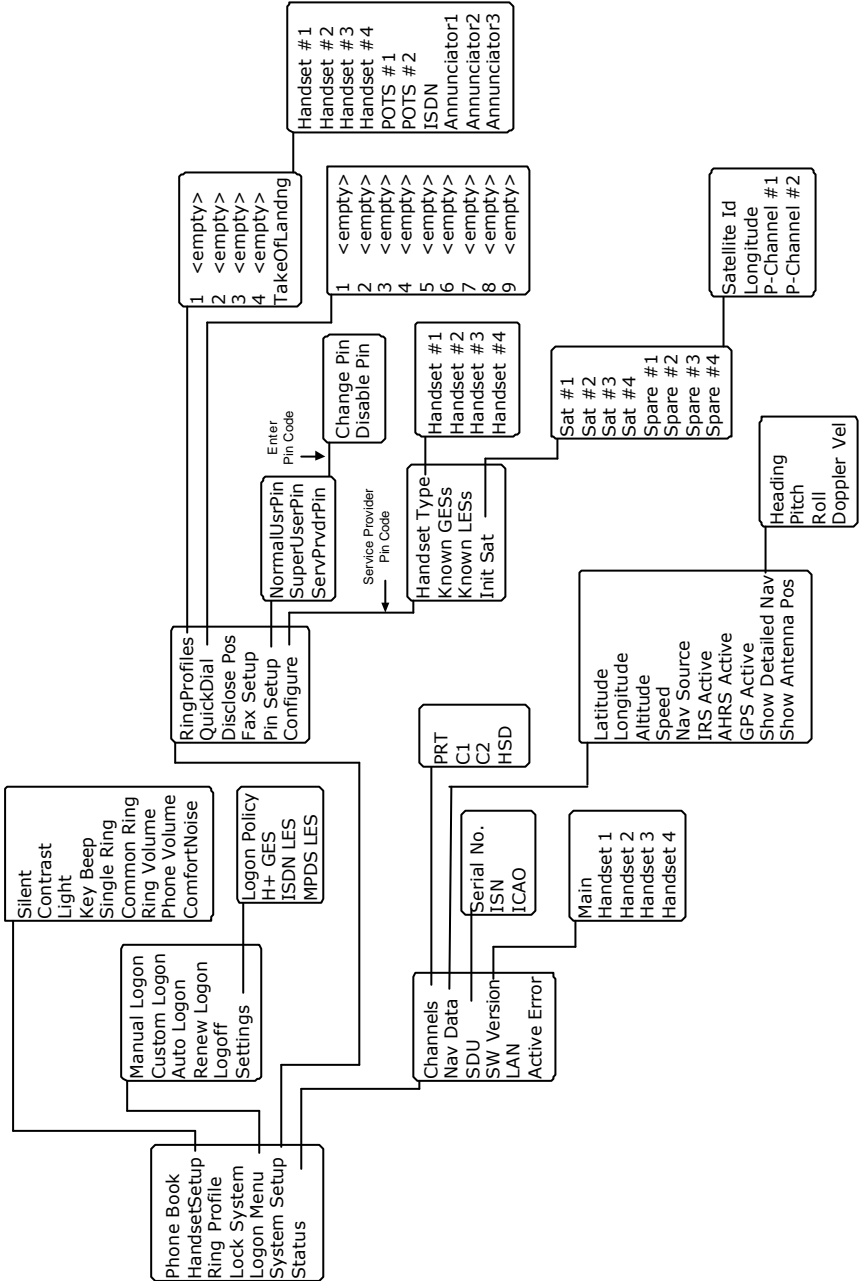 Phone Book
HandsetSetup
Ring Profile
Lock System
Logon Menu
System Setup
Status
Silent
Contrast
Light
Key Beep
Single Ring
Common Ring
Ring Volume
Phone Volume
ComfortNoise
Manual Logon
Custom Logon
Auto Logon
Renew Logon
Logoff
Settings
Logon Policy
H+ GES
ISDN LES
MPDS LES
RingProfiles
QuickDial
Disclose Pos
Fax Setup
Pin Setup
Configure
1 <empty>
2 <empty>
3 <empty>
4 <empty>
TakeOfLandng
Handset #1
Handset #2
Handset #3
Handset #4
POTS #1
POTS #2
ISDN
Annunciator1
Annunciator2
Annunciator3
1 <empty>
2 <empty>
3 <empty>
4 <empty>
5 <empty>
6 <empty>
7 <empty>
8 <empty>
9 <empty>
NormalUsrPin
SuperUserPin
ServPrvdrPin
Enter
Pin Code
Change Pin
Disable Pin
Service Provider
Pin Code
Handset Type
Known GESs
Known LESs
Init Sat
Handset #1
Handset #2
Handset #3
Handset #4
Sat #1
Sat #2
Sat #3
Sat #4
Spare #1
Spare #2
Spare #3
Spare #4
Satellite Id
Longitude
P-Channel #1
P-Channel #2
Channels
Nav Data
SDU
SW Version
LAN
Active Error
PRT
C1
C2
HSD
Latitude
Longitude
Altitude
Speed
Nav Source
IRS Active
AHRS Active
GPS Active
Show Detailed Nav
Show Antenna Pos
Heading
Pitch
Roll
Doppler Vel
Serial No.
ISN
ICAO
Main
Handset 1
Handset 2
Handset 3
Handset 4